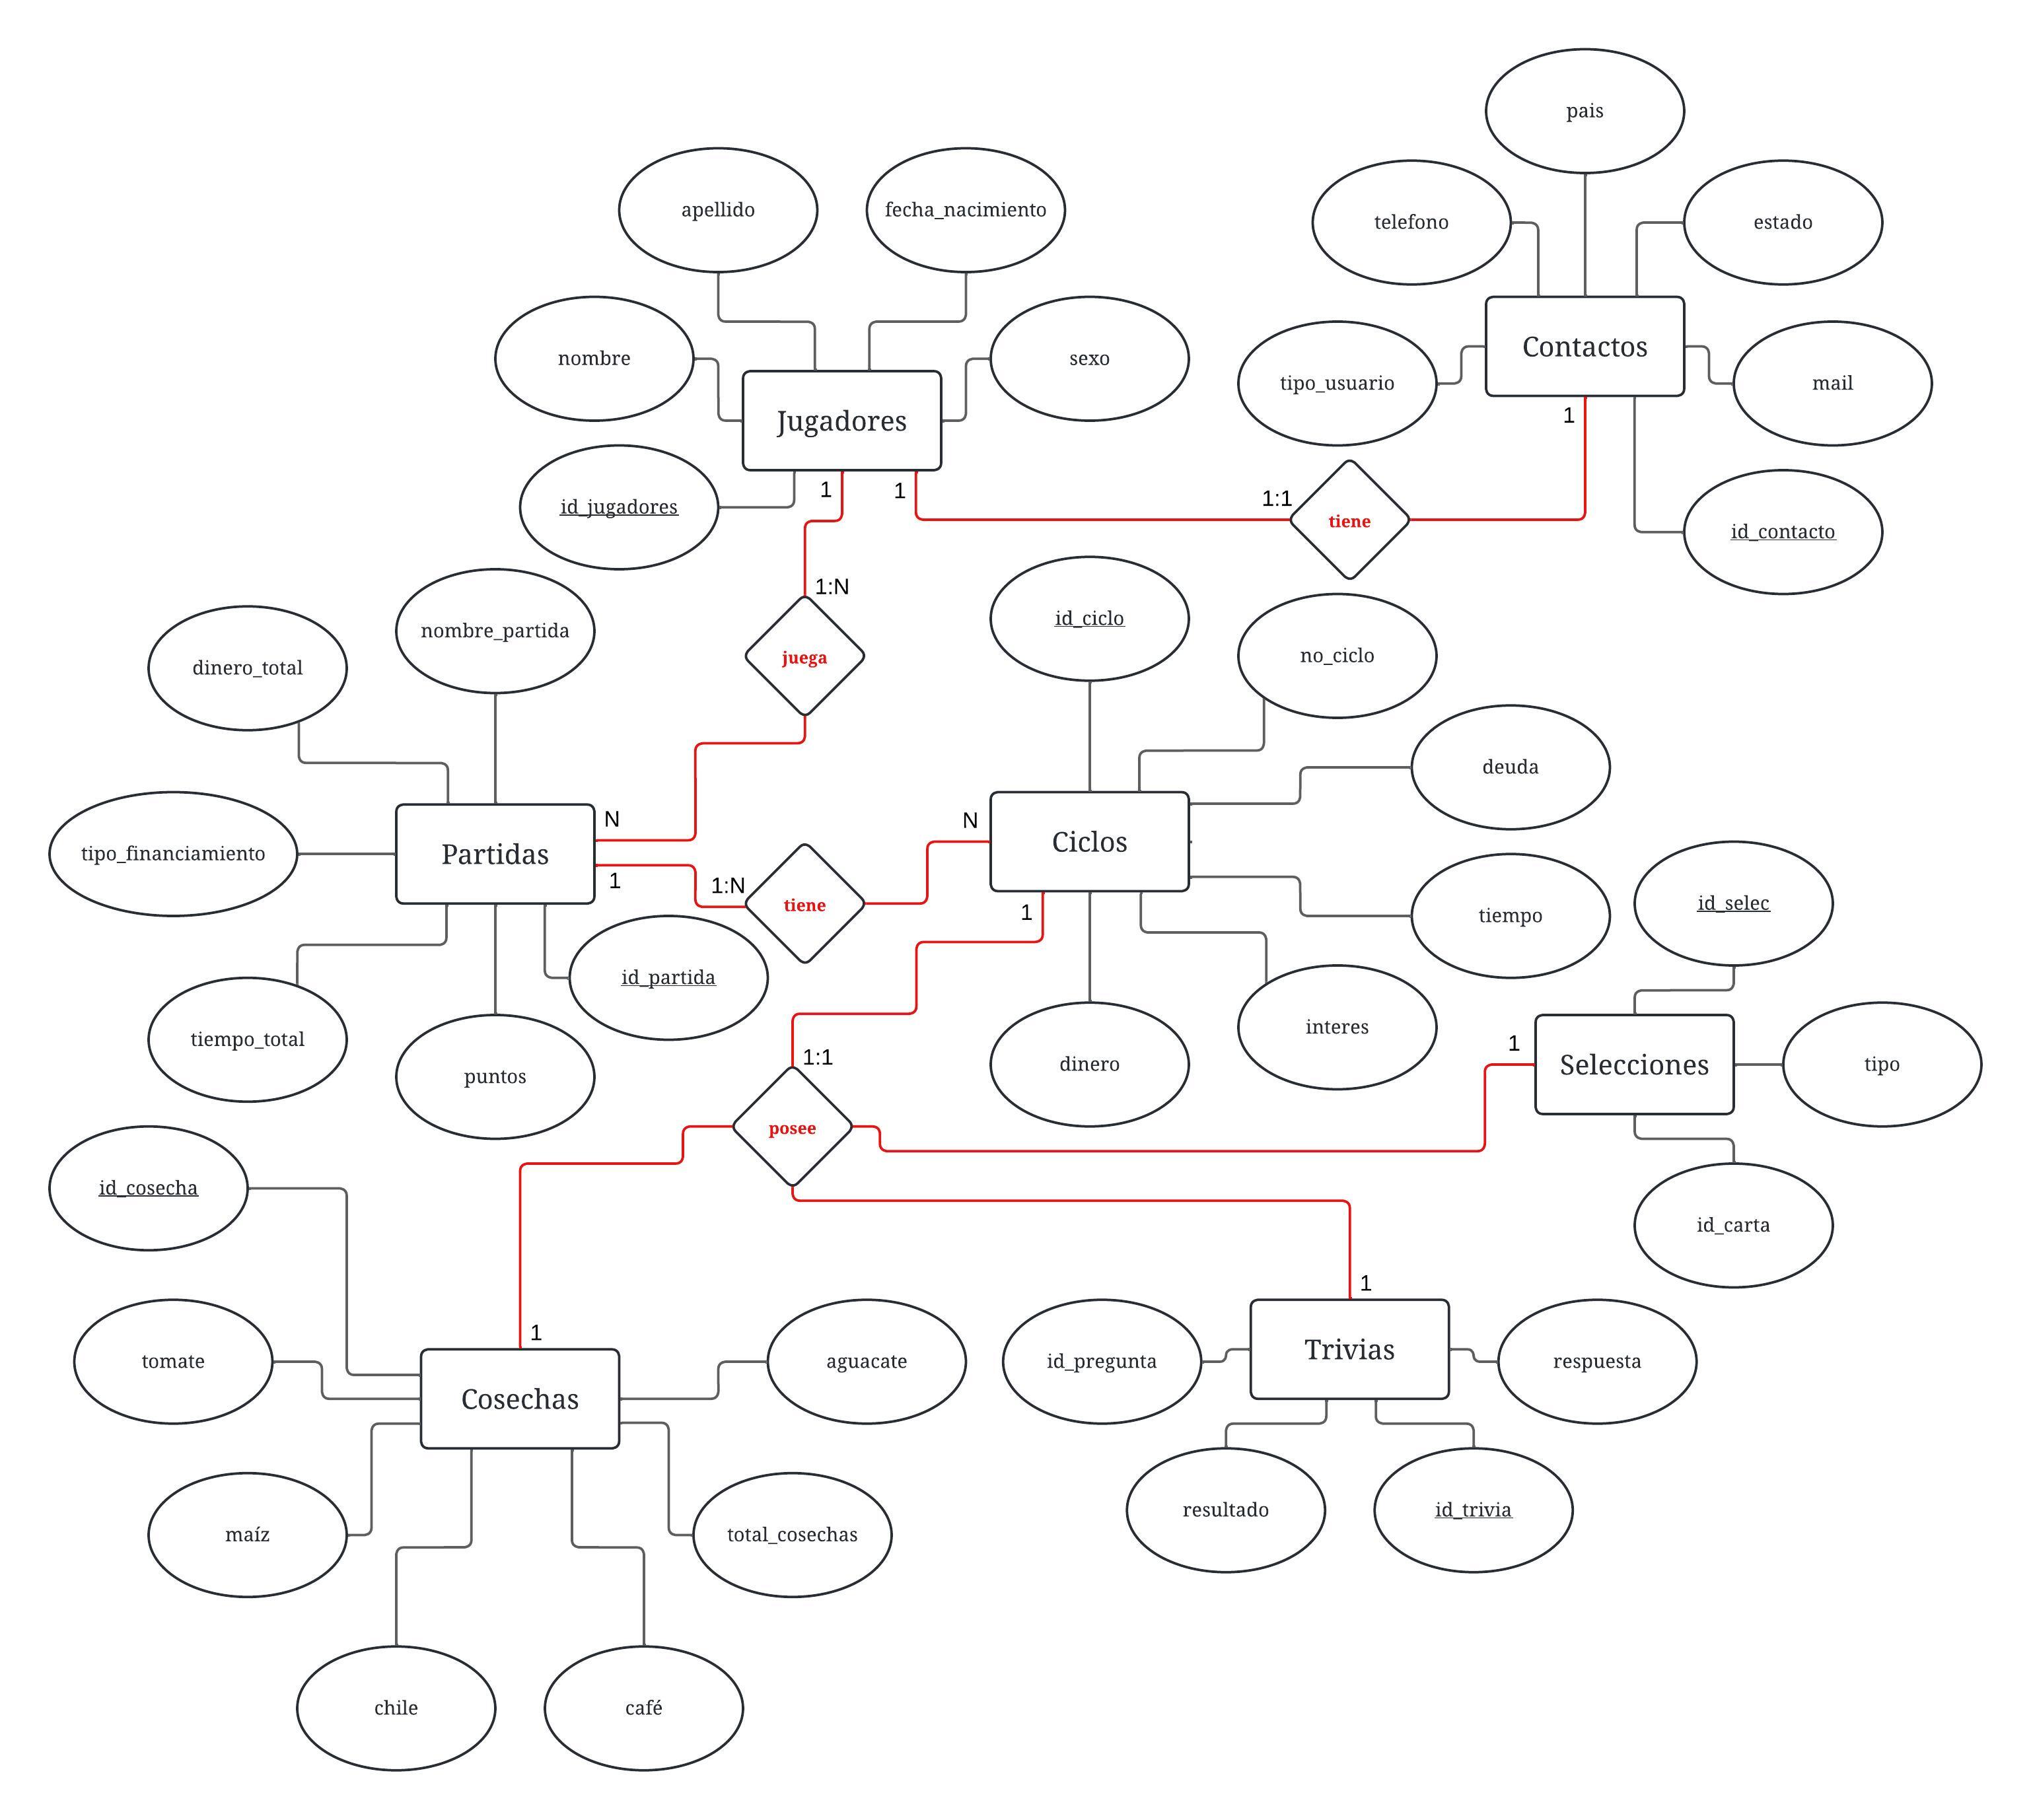 pais
apellido
fecha_nacimiento
telefono
estado
nombre
sexo
Contactos
tipo_usuario
mail
Jugadores
1
id_jugadores
1
1
1:1
tiene
id_contacto
1:N
id_ciclo
nombre_partida
no_ciclo
dinero_total
juega
deuda
N
N
Partidas
Ciclos
tipo_financiamiento
1
1:N
tiene
1
tiempo
id_selec
id_partida
tiempo_total
interes
1
puntos
1:1
dinero
Selecciones
tipo
posee
id_cosecha
id_carta
1
1
tomate
aguacate
id_pregunta
Trivias
respuesta
Cosechas
maíz
total_cosechas
resultado
id_trivia
chile
café